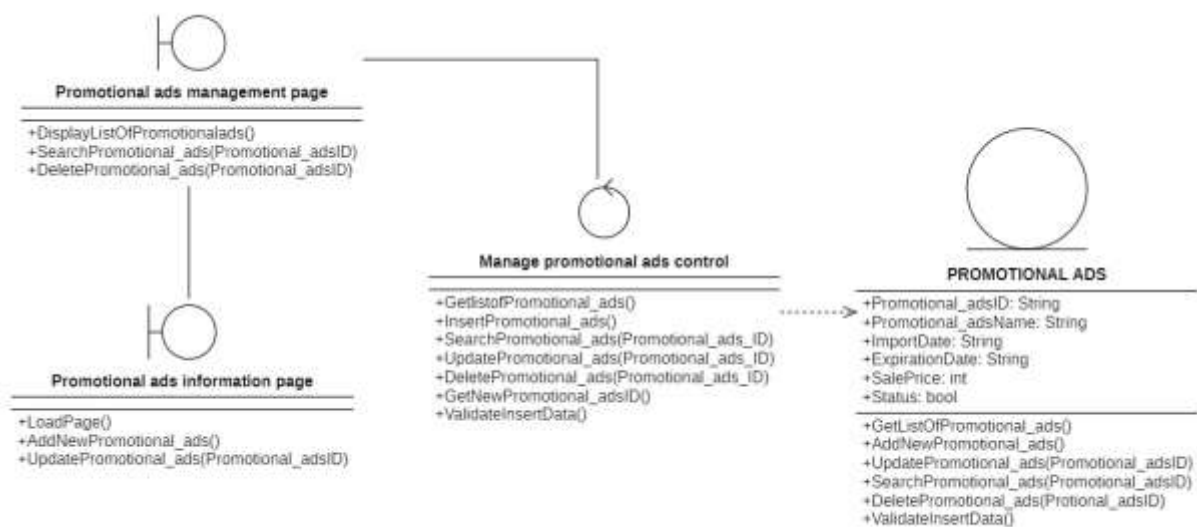 Promotional ads management page
+DisplayListOfPromotionalads()
+SearchPromotional_ads(Promotional_adsID)
+DeletePromotional_ads(Promotional_adsID)
Promotional ads information page
+LoadPage()
+AddNewPromotional_ads()
+UpdatePromotional_ads(Promotional_adsID)
Manage promotional ads control
+GetlistofPromotional_ads()
+InsertPromotional_ads()
+SearchPromotional_ads(Promotional_ads_ID)
+UpdatePromotional_ads(Promotional_ads_ID)
+DeletePromotional_ads(Promotional_ads_ID)
+GetNewPromotional_adsID()
+ValidateInsertData()
PROMOTIONAL ADS
+Promotional_adsID: String
+Promotional_adsName: String
+ImportDate: String
+ExpirationDate: String
+SalePrice: int
+Status: bool
+GetListOfPromotional_ads()
+AddNewPromotional_ads()
+UpdatePromotional_ads(Promotional_adsID)
+SearchPromotional_ads(Promotional_adsID)
+DeletePromotional_ads(Protional_adsID)
+ValidateInsertData()